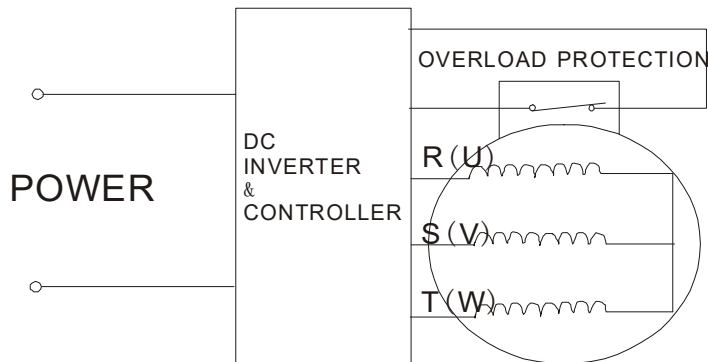 OVERLOAD PROTECTION
DC
INVERTER
&
CONTROLLER
POWER
R(U)
S(V)
T(W)